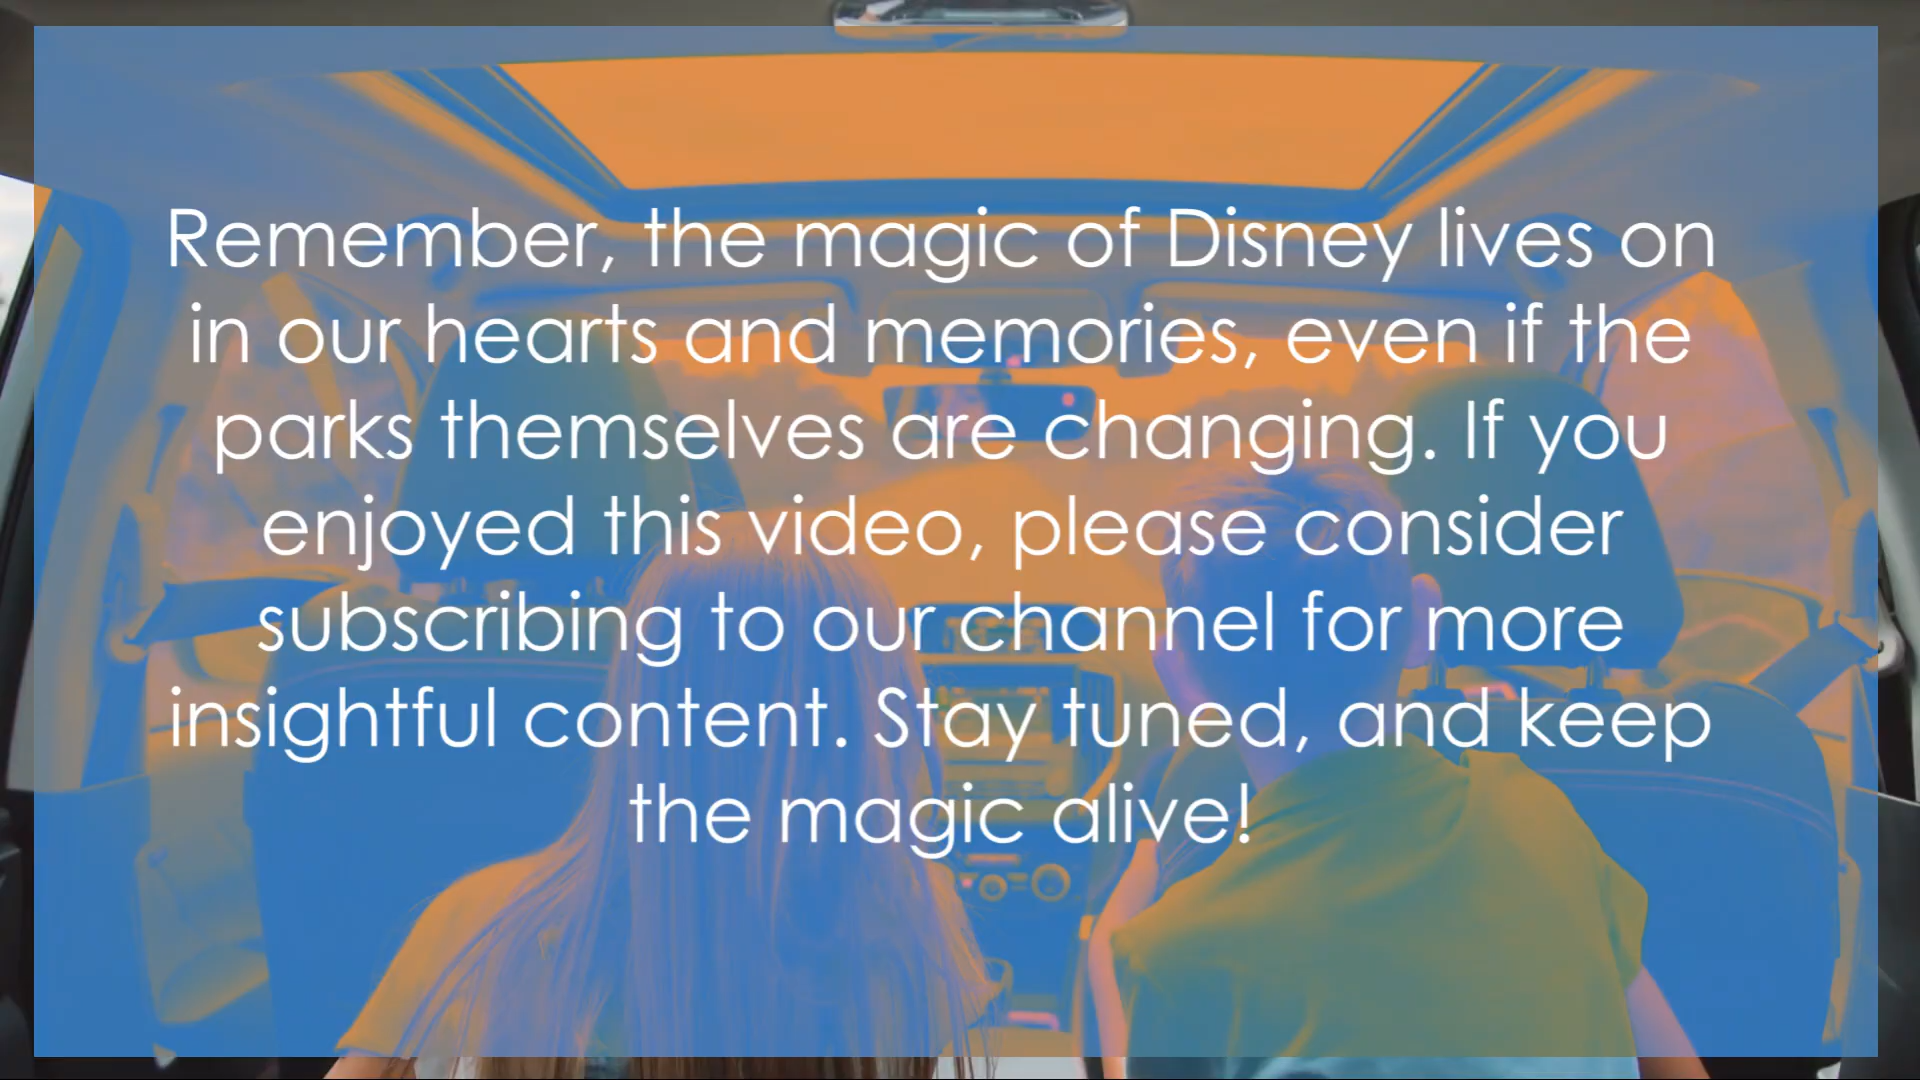 Remember, the magic of Disney lives on
in our hearts and memories, even if the
parks themselves are changing. If you
enjoyed this video, please consider
subscribing to our channel for more
insightful content. Stay tuned, and keep
the magic alive!